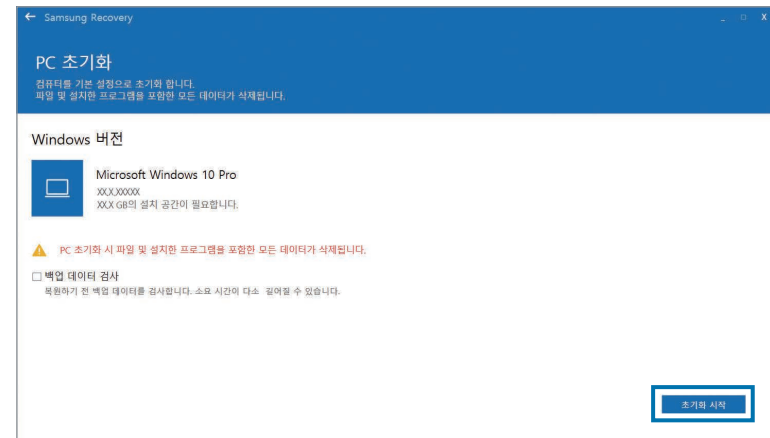 Samsung Recovery
PC 초기화
컴퓨터를 기본 설정으로 초기화 합니다.
파일 및 설치한 프로그램을 포함한 모든 데이터가 삭제됩니다.
Windows 버전
Microsoft Windows 10 Pro
XX,X,XXXXX
XX.X GB의 설치 공간이 필요합니다.
PC 초기화 시 파일 및 설치한 프로그램을 포함한 모든 데이터가 삭제됩니다.
백업 데이터 검사
복원하기 전 백업 데이터를 검사합니다. 소요 시간이 다소 길어질 수 있습니다.
초기화 시작